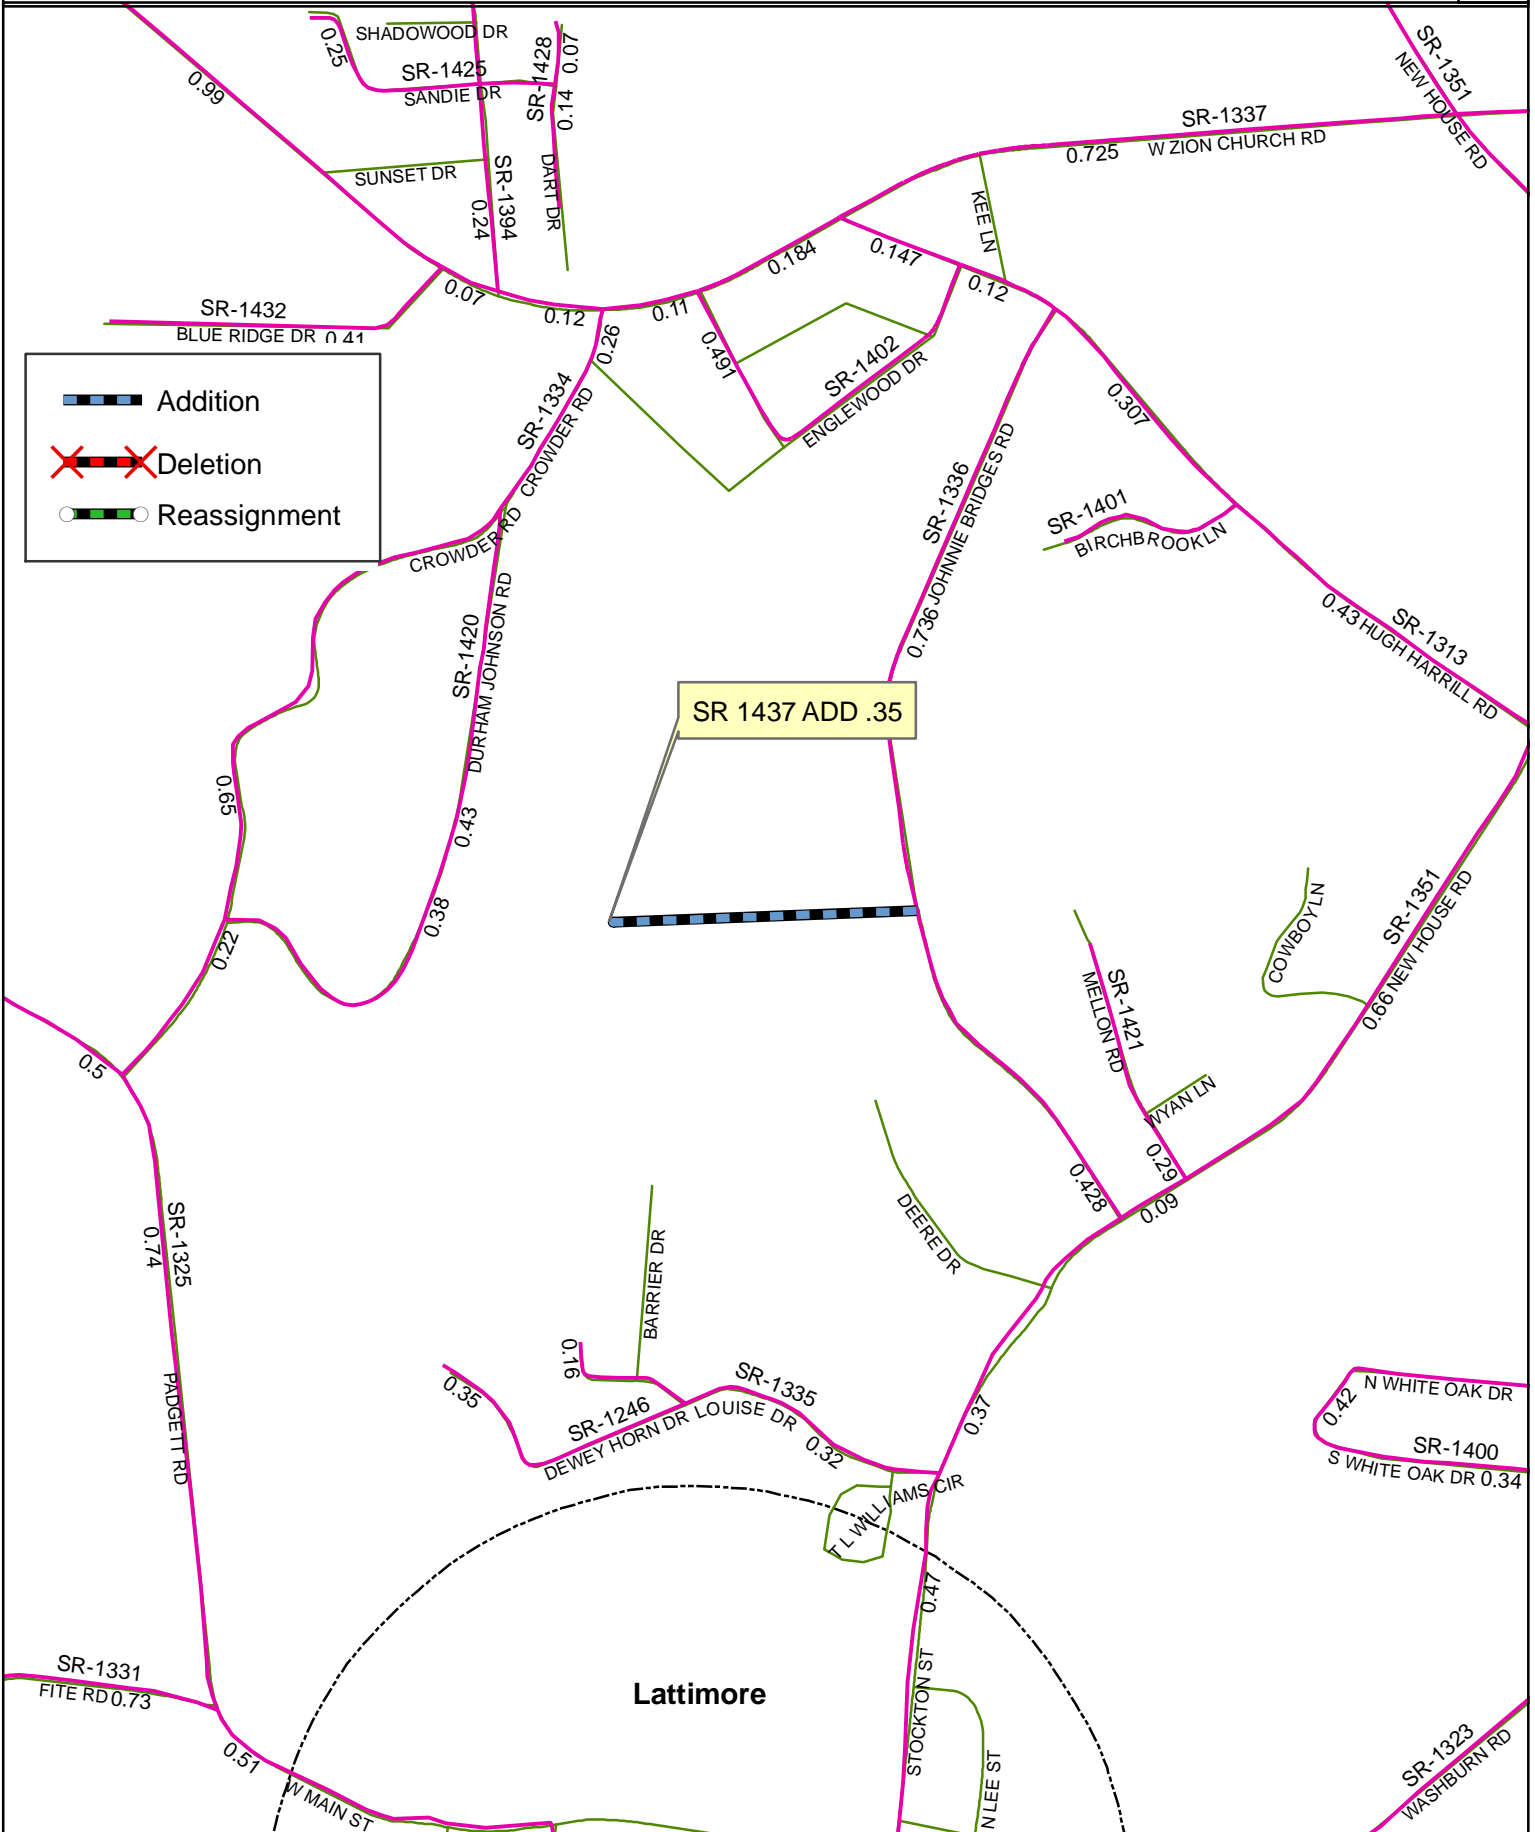 SHADOWOOD DR
0.25
SR-1425
SANDIE DR
SR-1428
0.07
0.14
DART DR
0.99
SUNSET DR
SR-1394
0.24
SR-1351
NEW HOUSE RD
SR-1337
0.725
W ZION CHURCH RD
KEE LN
0.184
0.147
0.12
0.07
0.12
0.11
SR-1432
BLUE RIDGE DR 0.41
0.26
0.491
SR-1402
ENGLEWOOD DR
SR-1334
CROWDER RD
0.307
Addition
Deletion
Reassignment
CROWDER RD
SR-1336
0.736 JOHNNIE BRIDGES RD
SR-1401
BIRCHBROOK LN
SR-1420
DURHAM JOHNSON RD
0.43 HUGH HARRILL RD
SR-1313
SR 1437 ADD .35
0.65
0.43
0.38
0.22
SR-1351
0.66 NEW HOUSE RD
COWBOY LN
SR-1421
MELLON RD
0.5
WYAN LN
0.29
0.428
0.09
SR-1325
0.74
PADGETT RD
DEERE DR
BARRIER DR
0.16
0.35
SR-1246
DEWEY HORN DR
SR-1335
LOUISE DR
0.32
0.37
N WHITE OAK DR
0.42
SR-1400
S WHITE OAK DR 0.34
T L WILLIAMS CIR
0.47
STOCKTON ST
SR-1331
FITE RD 0.73
Lattimore
0.51
W MAIN ST
N LEE ST
SR-1323
WASHBURN RD